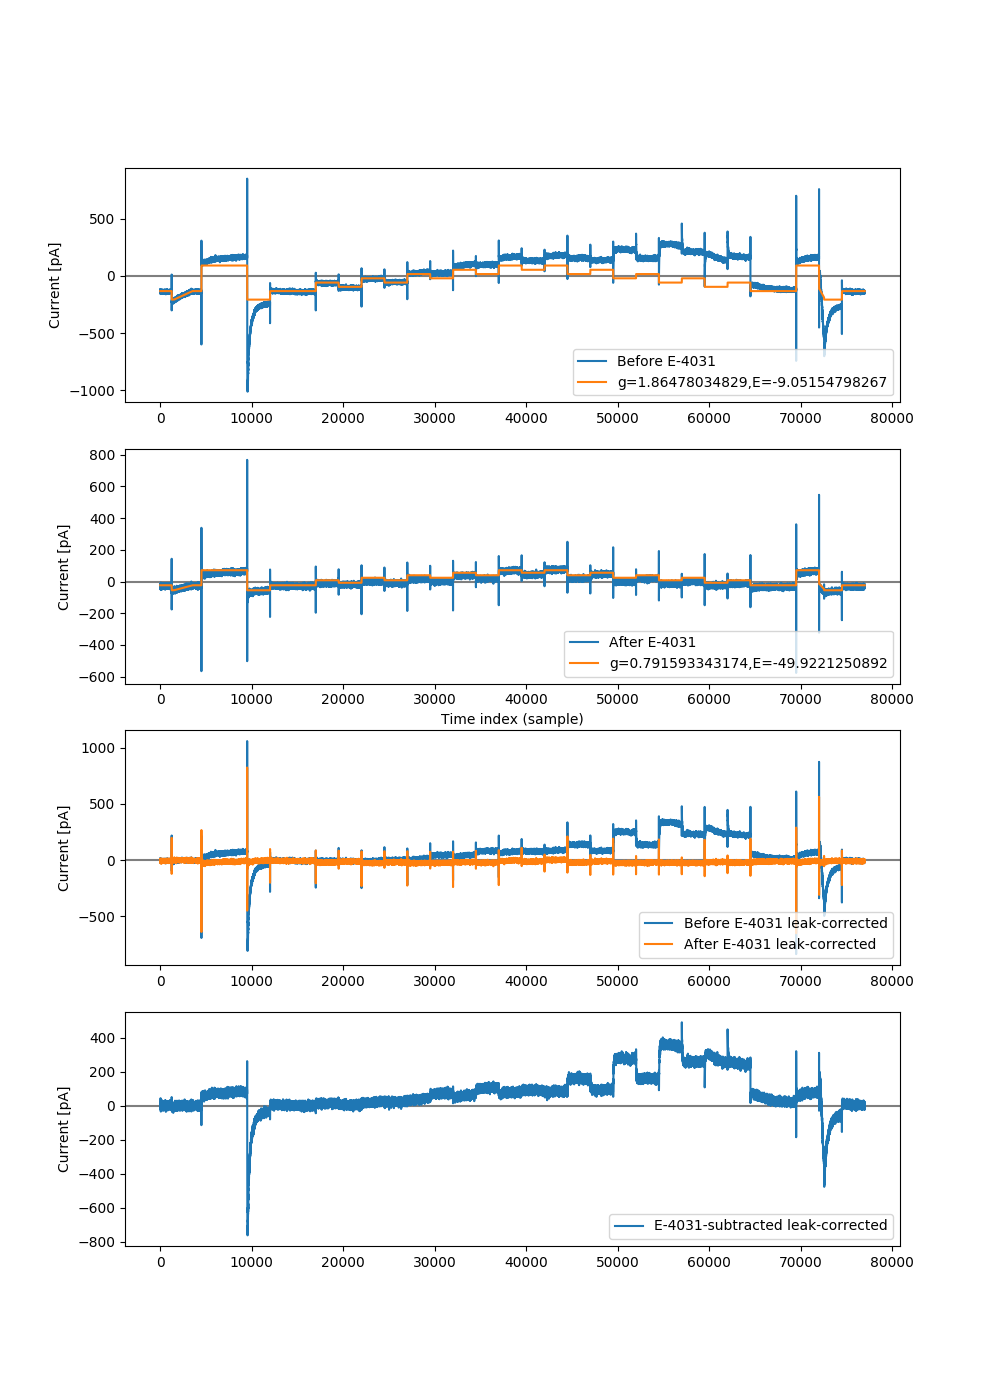 500
0
−500
−1000
Current [pA]
Before E-4031
g=1.86478034829,E=-9.05154798267
0 10000 20000 30000 40000 50000 60000 70000 80000
800
600
400
200
0
−200
−400
−600
Current [pA]
After E-4031
g=0.791593343174,E=-49.9221250892
0 10000 20000 30000 40000 50000 60000 70000 80000
Time index (sample)
1000
500
0
−500
Current [pA]
Before E-4031 leak-corrected
After E-4031 leak-corrected
0 10000 20000 30000 40000 50000 60000 70000 80000
400
200
0
−200
−400
−600
−800
Current [pA]
E-4031-subtracted leak-corrected
0 10000 20000 30000 40000 50000 60000 70000 80000